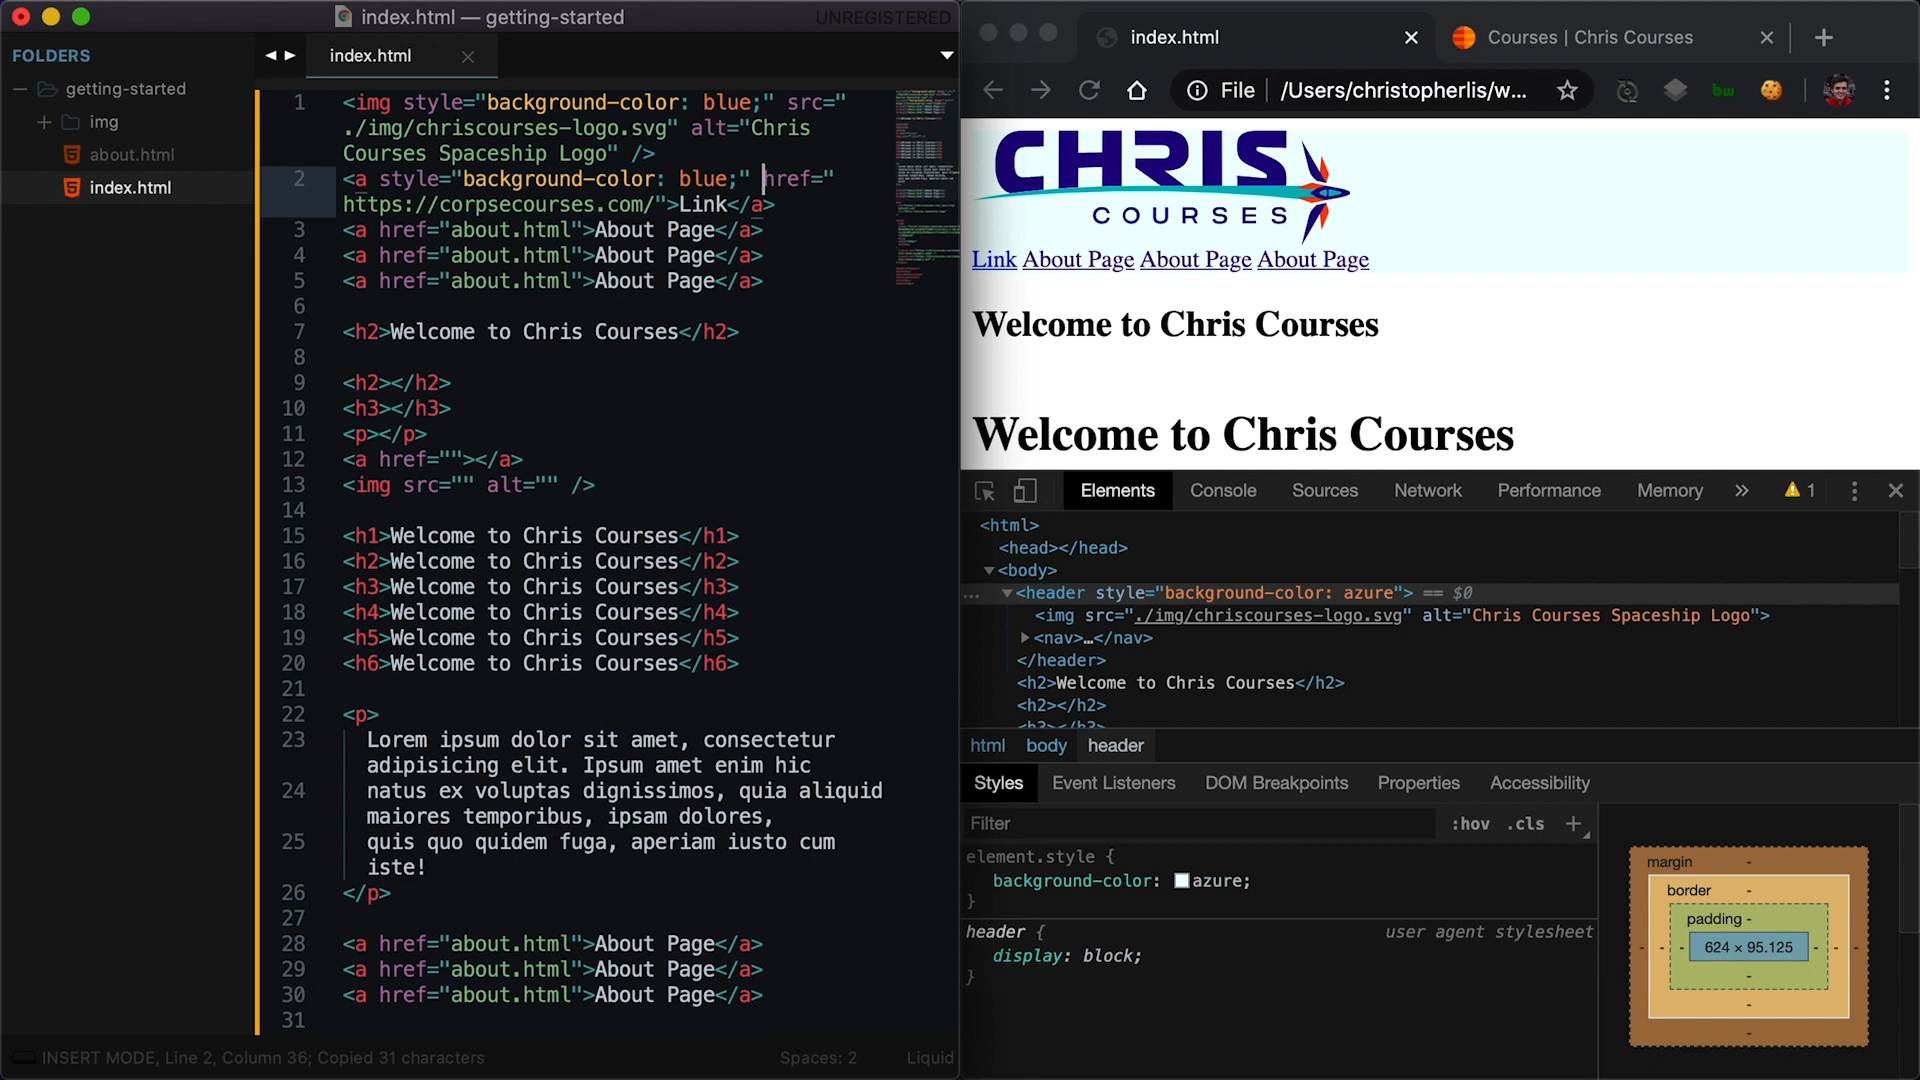 index.html — getting-started
UNREGISTERED
FOLDERS
getting-started
img
about.html
index.html
index.html
1 <img style="background-color: blue;" src="
./img/chriscourses-logo.svg" alt="Chris
Courses Spaceship Logo" />
2 <a style="background-color: blue;" href="
https://corpsecourses.com/">Link</a>
3 <a href="about.html">About Page</a>
4 <a href="about.html">About Page</a>
5 <a href="about.html">About Page</a>
6
7 <h2>Welcome to Chris Courses</h2>
8
9 <h2></h2>
10 <h3></h3>
11 <p></p>
12 <a href=""></a>
13 <img src="" alt="" />
14
15 <h1>Welcome to Chris Courses</h1>
16 <h2>Welcome to Chris Courses</h2>
17 <h3>Welcome to Chris Courses</h3>
18 <h4>Welcome to Chris Courses</h4>
19 <h5>Welcome to Chris Courses</h5>
20 <h6>Welcome to Chris Courses</h6>
21
22 <p>
23 Lorem ipsum dolor sit amet, consectetur
adipisicing elit. Ipsum amet enim hic
24 natus ex voluptas dignissimos, quia aliquid
maiores temporibus, ipsam dolores,
25 quis quo quidem fuga, aperiam iusto cum
iste!
26 </p>
27
28 <a href="about.html">About Page</a>
29 <a href="about.html">About Page</a>
30 <a href="about.html">About Page</a>
31
INSERT MODE, Line 2, Column 36; Copied 31 characters
Spaces: 2
Liquid
index.html
Courses | Chris Courses
File
/Users/christopherlis/w...
bw
CHRIS
COURSES
Link About Page About Page About Page
Welcome to Chris Courses
Welcome to Chris Courses
Elements Console Sources Network Performance Memory » 1
<html>
<head></head>
<body>
... <header style="background-color: azure"> == $0
<img src="./img/chriscourses-logo.svg" alt="Chris Courses Spaceship Logo">
<nav>…</nav>
</header>
<h2>Welcome to Chris Courses</h2>
<h2></h2>
<h3></h3>
html body header
Styles Event Listeners DOM Breakpoints Properties Accessibility
Filter
:hov .cls +
element.style {
background-color: azure;
}
header {
user agent stylesheet
display: block;
}
margin -
border -
padding -
- - - 624 × 95.125 - - -
-
-
-